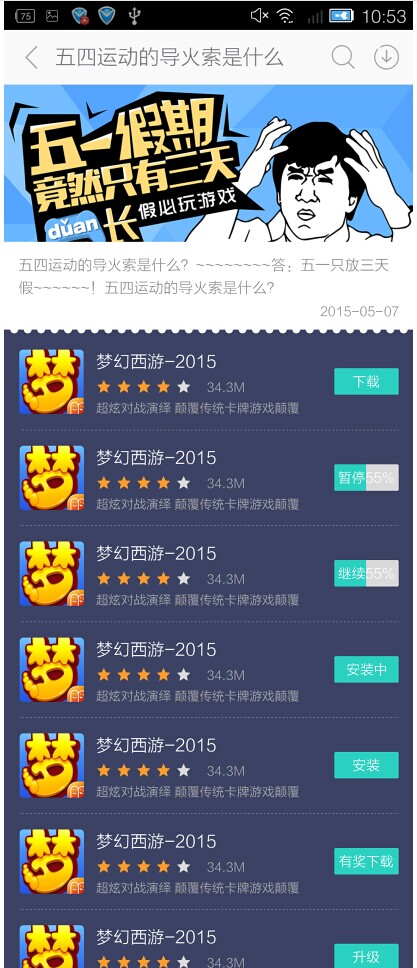 75
10:53
五四运动的导火索是什么
五一假期
竟然只有三天
duān
长假必玩游戏
五四运动的导火索是什么？~~~~~~~~答：五一只放三天
假~~~~~~！五四运动的导火索是什么？
2015-05-07
梦幻西游-2015
34.3M
下载
超炫对战演绎 颠覆传统卡牌游戏颠覆
梦幻西游-2015
34.3M
暂停55%
超炫对战演绎 颠覆传统卡牌游戏颠覆
梦幻西游-2015
34.3M
继续55%
超炫对战演绎 颠覆传统卡牌游戏颠覆
梦幻西游-2015
34.3M
安装中
超炫对战演绎 颠覆传统卡牌游戏颠覆
梦幻西游-2015
34.3M
安装
超炫对战演绎 颠覆传统卡牌游戏颠覆
梦幻西游-2015
34.3M
有奖下载
超炫对战演绎 颠覆传统卡牌游戏颠覆
梦幻西游-2015
34.3M
升级